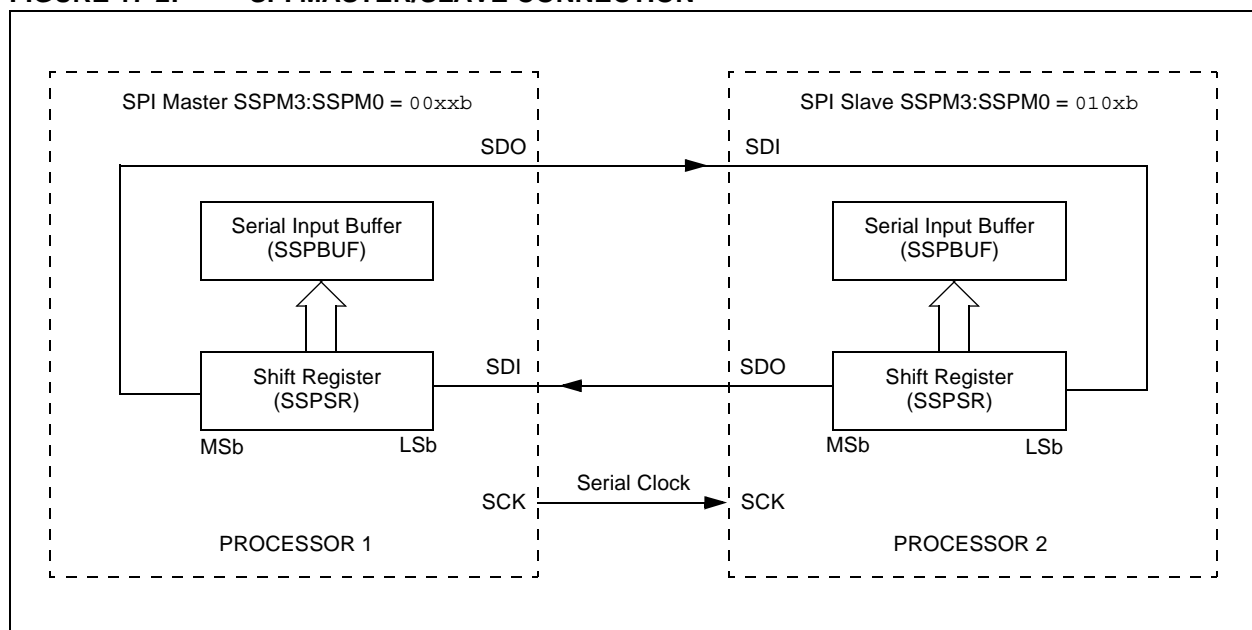 SPI Master SSPM3:SSPM0 = 00xxb
SPI Slave SSPM3:SSPM0 = 010xb
SDO
SDI
Serial Input Buffer
(SSPBUF)
Serial Input Buffer
(SSPBUF)
Shift Register
(SSPSR)
SDI
SDO
Shift Register
(SSPSR)
MSb
LSb
MSb
LSb
SCK
Serial Clock
SCK
PROCESSOR 1
PROCESSOR 2